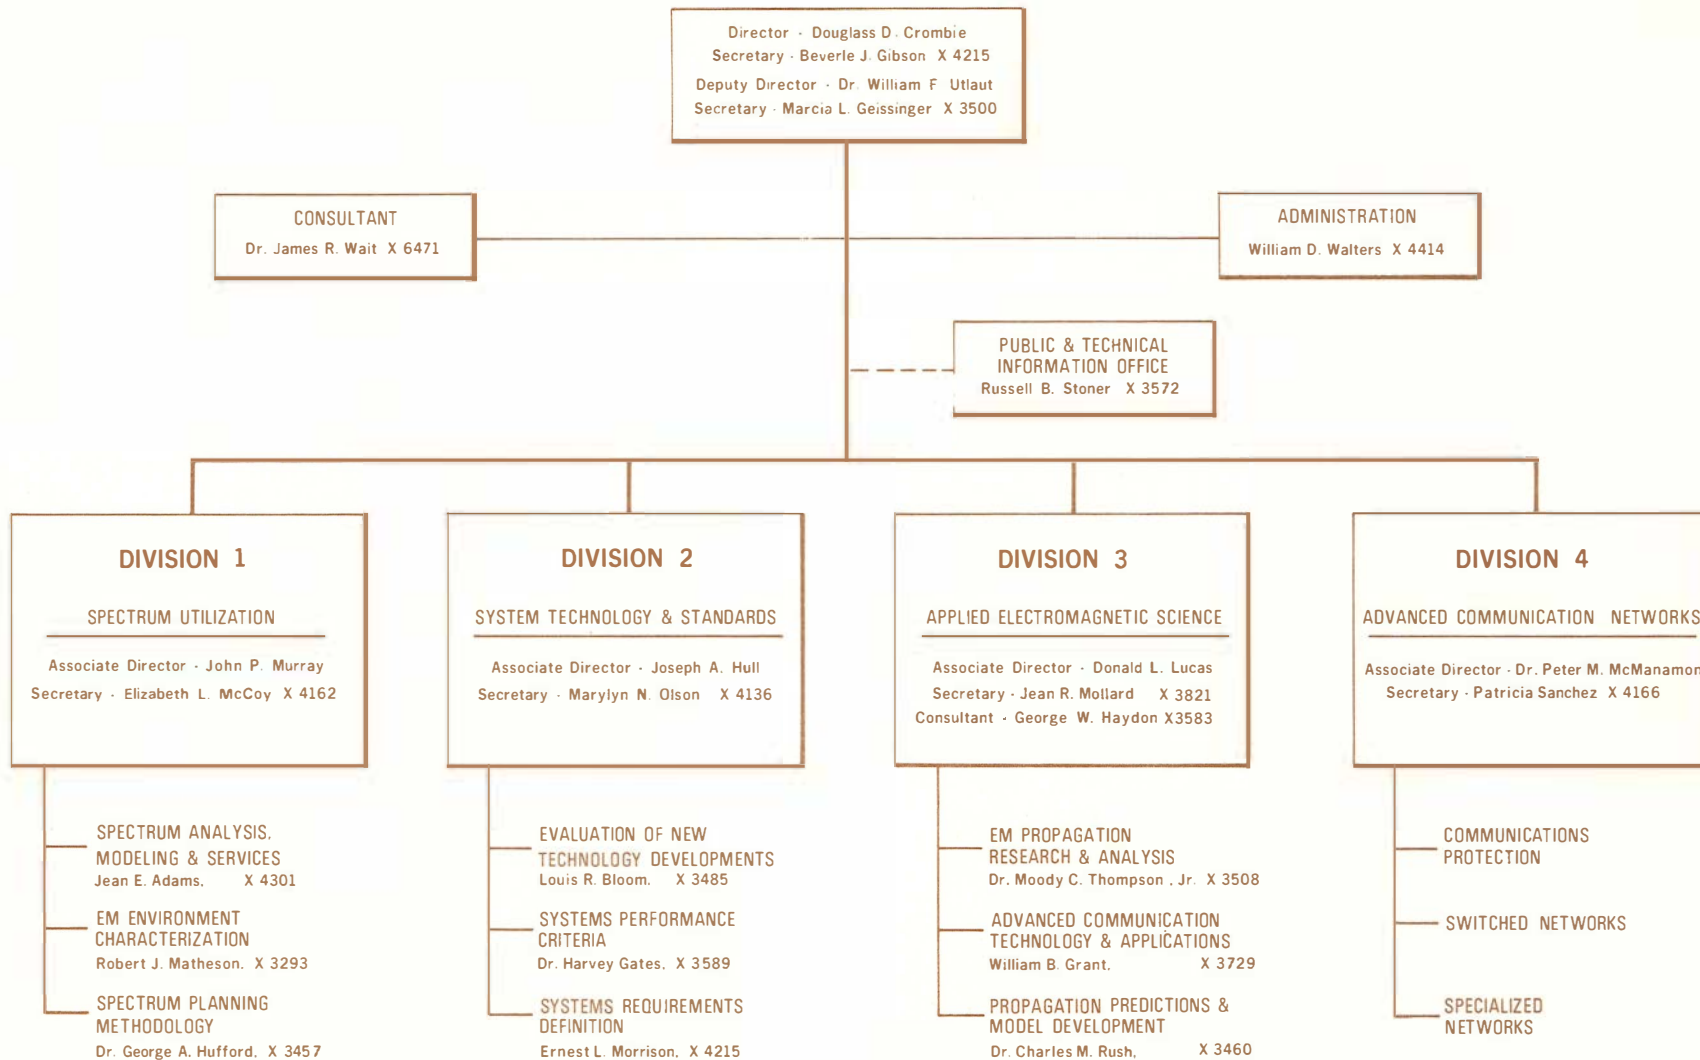 Director - Douglass D. Crombie
Secretary - Beverle J. Gibson X 4215
Deputy Director - Dr. William F Utlaut
Secretary - Marcia L. Geissinger X 3500
CONSULTANT
Dr. James R. Wait X 6471
ADMINISTRATION
William D. Walters X 4414
PUBLIC & TECHNICAL
INFORMATION OFFICE
Russell B. Stoner X 3572
DIVISION 1
SPECTRUM UTILIZATION
Associate Director - John P. Murray
Secretary - Elizabeth L. McCoy X 4162
SPECTRUM ANALYSIS,
MODELING & SERVICES
Jean E. Adams, X 4301
EM ENVIRONMENT
CHARACTERIZATION
Robert J. Matheson, X 3293
SPECTRUM PLANNING
METHODOLOGY
Dr. George A. Hufford, X 3457
DIVISION 2
SYSTEM TECHNOLOGY & STANDARDS
Associate Director - Joseph A. Hull
Secretary - Marylyn N. Olson X 4136
EVALUATION OF NEW
TECHNOLOGY DEVELOPMENTS
Louis R. Bloom, X 3485
SYSTEMS PERFORMANCE
CRITERIA
Dr. Harvey Gates, X 3589
SYSTEMS REQUIREMENTS
DEFINITION
Ernest L. Morrison, X 4215
DIVISION 3
APPLIED ELECTROMAGNETIC SCIENCE
Associate Director - Donald L. Lucas
Secretary - Jean R. Mollard X 3821
Consultant - George W. Haydon X3583
EM PROPAGATION
RESEARCH & ANALYSIS
Dr. Moody C. Thompson , Jr. X 3508
ADVANCED COMMUNICATION
TECHNOLOGY & APPLICATIONS
William B. Grant, X 3729
PROPAGATION PREDICTIONS &
MODEL DEVELOPMENT
Dr. Charles M. Rush, X 3460
DIVISION 4
ADVANCED COMMUNICATION NETWORKS
Associate Director - Dr. Peter M. McManamon
Secretary - Patricia Sanchez X 4166
COMMUNICATIONS
PROTECTION
SWITCHED NETWORKS
SPECIALIZED
NETWORKS